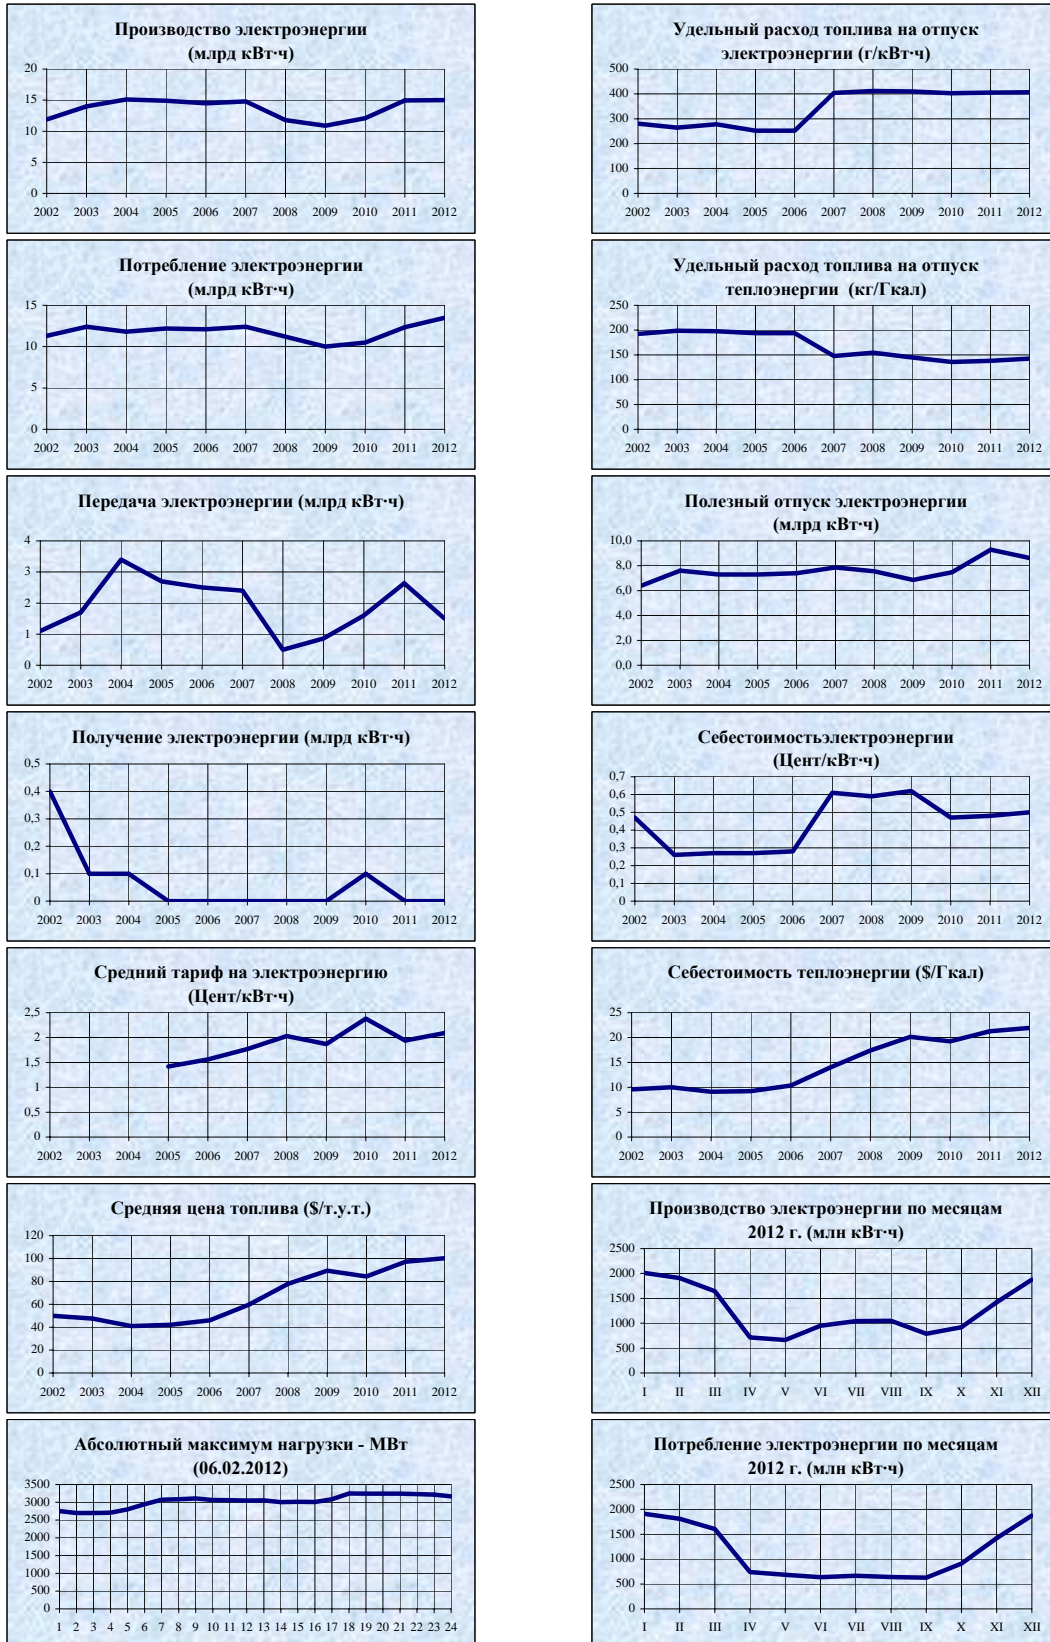 Производство электроэнергии
(млрд кВт·ч)
20
15
10
5
0
2002 2003 2004 2005 2006 2007 2008 2009 2010 2011 2012
Удельный расход топлива на отпуск
электроэнергии (г/кВт·ч)
500
400
300
200
100
0
2002 2003 2004 2005 2006 2007 2008 2009 2010 2011 2012
Потребление электроэнергии
(млрд кВт·ч)
15
10
5
0
2002 2003 2004 2005 2006 2007 2008 2009 2010 2011 2012
Удельный расход топлива на отпуск
теплоэнергии (кг/Гкал)
250
200
150
100
50
0
2002 2003 2004 2005 2006 2007 2008 2009 2010 2011 2012
Передача электроэнергии (млрд кВт·ч)
4
3
2
1
0
2002 2003 2004 2005 2006 2007 2008 2009 2010 2011 2012
Полезный отпуск электроэнергии
(млрд кВт·ч)
10,0
8,0
6,0
4,0
2,0
0,0
2002 2003 2004 2005 2006 2007 2008 2009 2010 2011 2012
Получение электроэнергии (млрд кВт·ч)
0,5
0,4
0,3
0,2
0,1
0
2002 2003 2004 2005 2006 2007 2008 2009 2010 2011 2012
Себестоимостьэлектроэнергии
(Цент/кВт·ч)
0,7
0,6
0,5
0,4
0,3
0,2
0,1
0
2002 2003 2004 2005 2006 2007 2008 2009 2010 2011 2012
Средний тариф на электроэнергию
(Цент/кВт·ч)
2,5
2
1,5
1
0,5
0
2002 2003 2004 2005 2006 2007 2008 2009 2010 2011 2012
Себестоимость теплоэнергии ($/Гкал)
25
20
15
10
5
0
2002 2003 2004 2005 2006 2007 2008 2009 2010 2011 2012
Средняя цена топлива ($/т.у.т.)
120
100
80
60
40
20
0
2002 2003 2004 2005 2006 2007 2008 2009 2010 2011 2012
Производство электроэнергии по месяцам
2012 г. (млн кВт·ч)
2500
2000
1500
1000
500
0
I II III IV V VI VII VIII IX X XI XII
Абсолютный максимум нагрузки - МВт
(06.02.2012)
3500
3000
2500
2000
1500
1000
500
0
1 2 3 4 5 6 7 8 9 10 11 12 13 14 15 16 17 18 19 20 21 22 23 24
Потребление электроэнергии по месяцам
2012 г. (млн кВт·ч)
2500
2000
1500
1000
500
0
I II III IV V VI VII VIII IX X XI XII